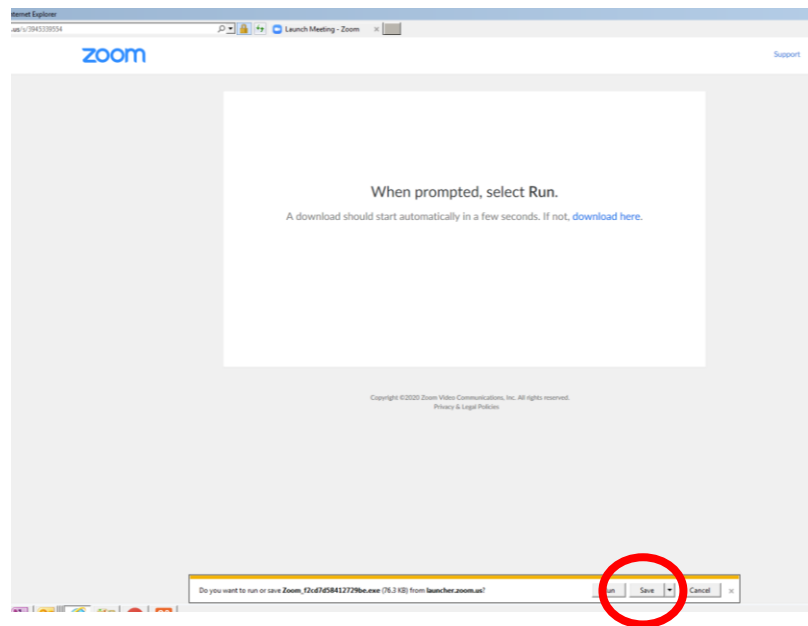 ternet Explorer
.us/s/3945339554
Launch Meeting - Zoom
zoom
Support
When prompted, select Run.
A download should start automatically in a few seconds. If not, download here.
Copyright ©2020 Zoom Video Communications, Inc. All rights reserved.
Privacy & Legal Policies
Do you want to run or save Zoom_f2cd7d58412729be.exe (76.3 KB) from launcher.zoom.us?
un Save Cancel